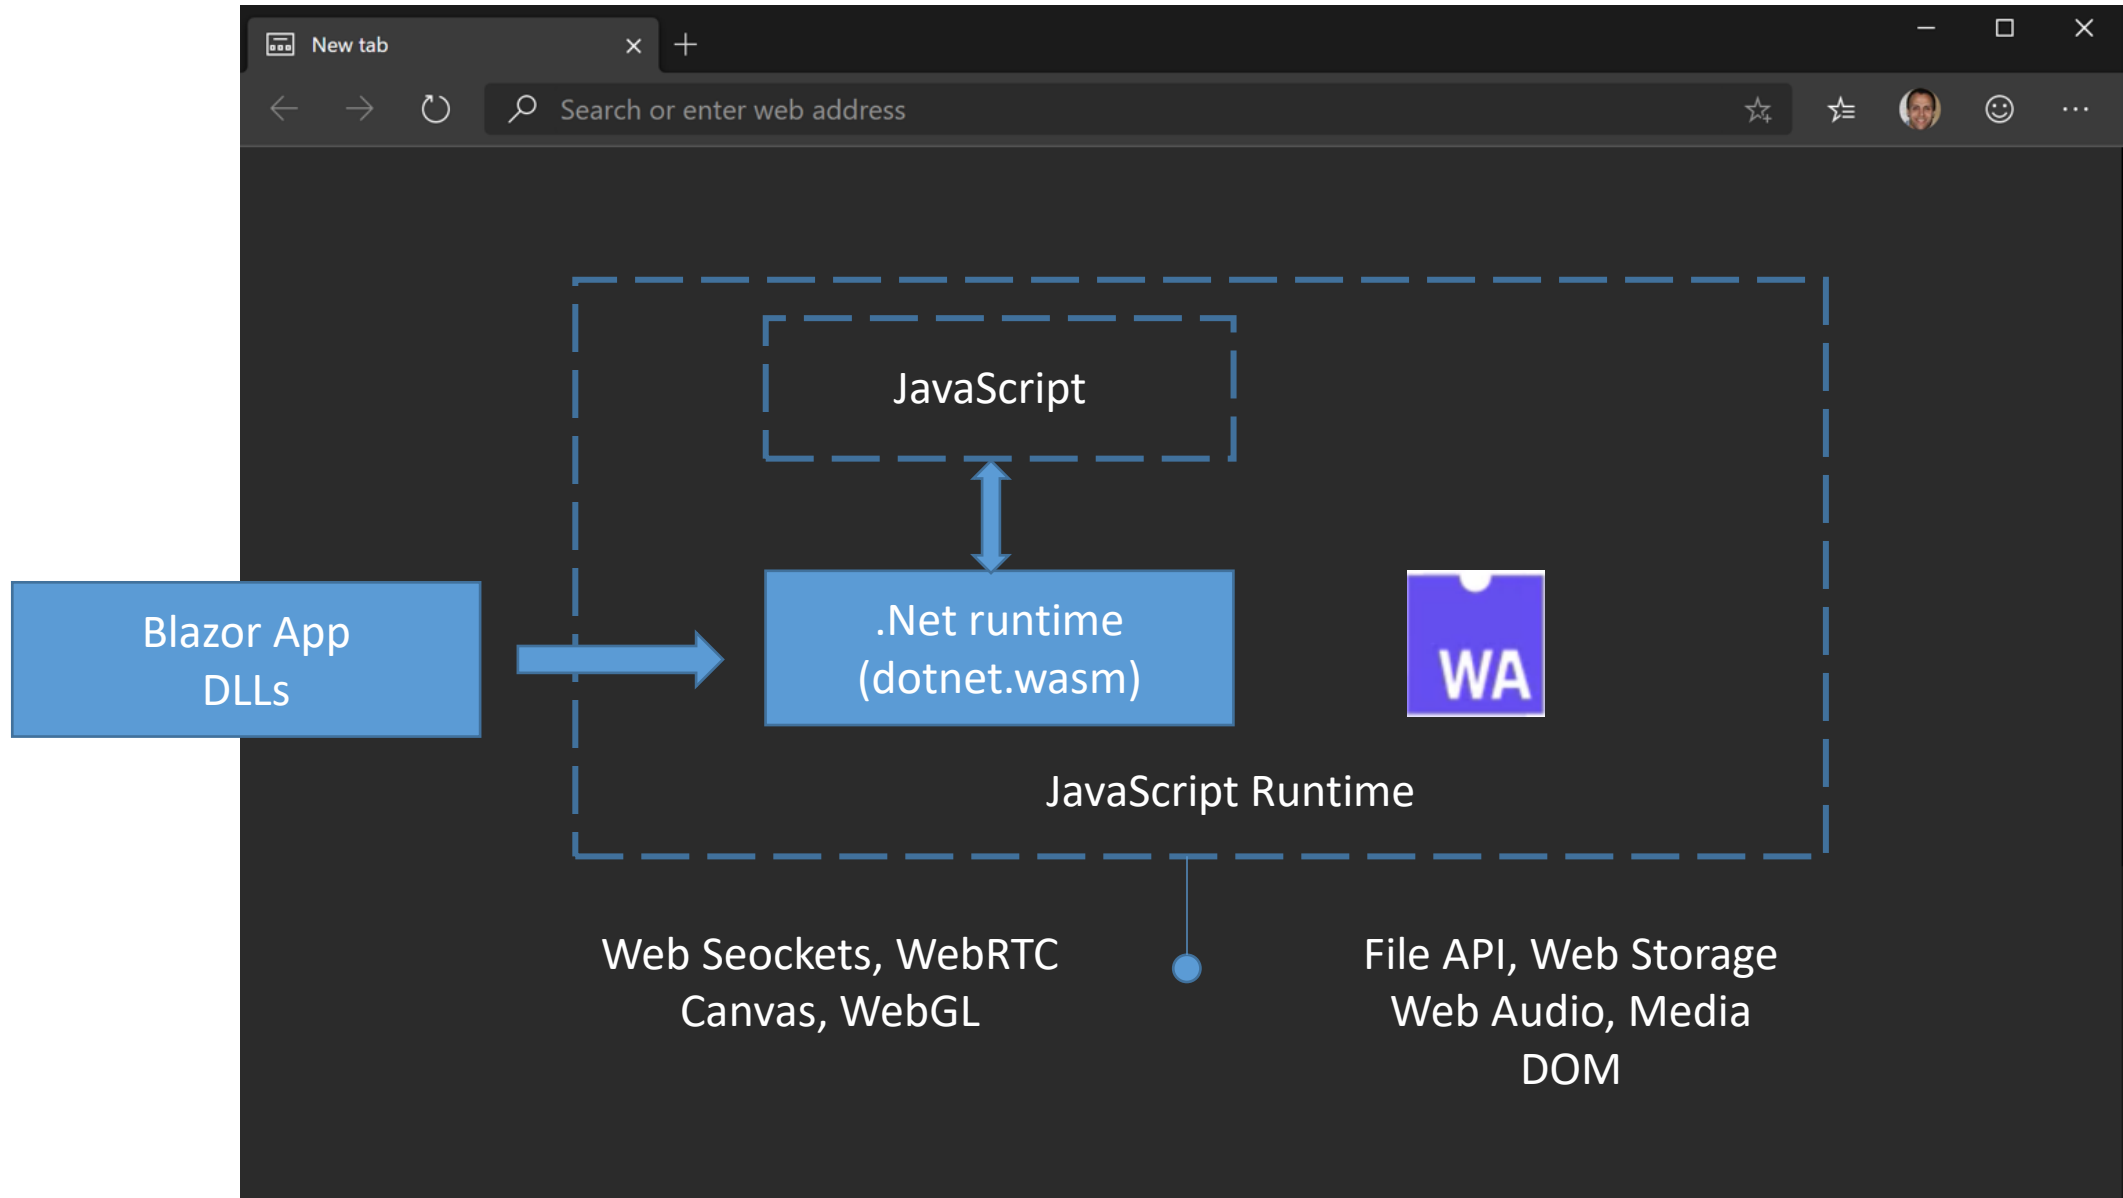 New tab
Search or enter web address
JavaScript
Blazor App
DLLs
.Net runtime
(dotnet.wasm)
WA
JavaScript Runtime
Web Seockets, WebRTC
Canvas, WebGL
File API, Web Storage
Web Audio, Media
DOM